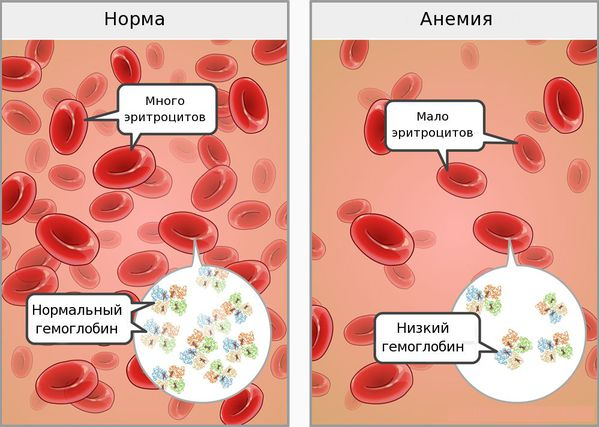 Норма
Много
эритроцитов
Нормальный
гемоглобин
Анемия
Мало
эритроцитов
Низкий
гемоглобин